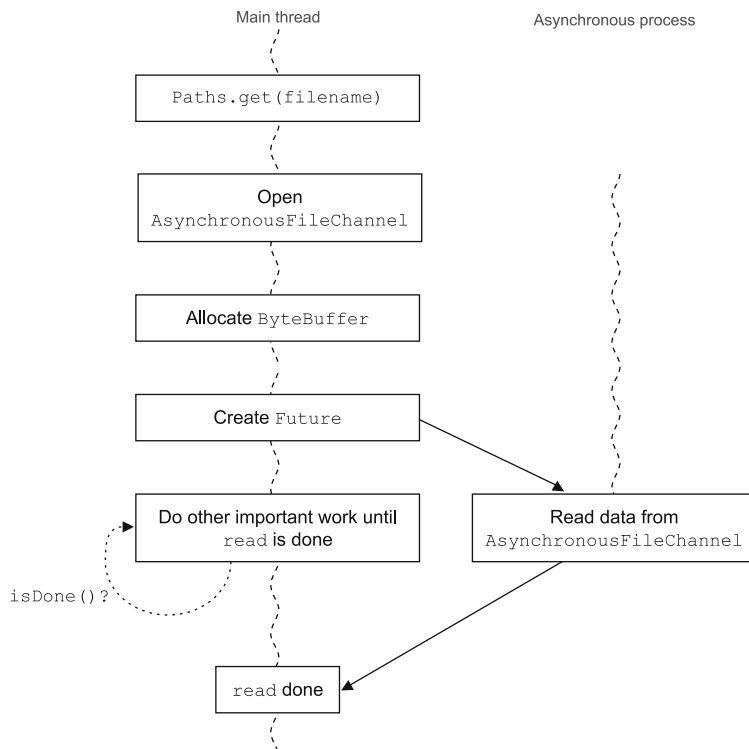 Main thread
Asynchronous process
Paths.get(filename)
Open
AsynchronousFileChannel
Allocate ByteBuffer
Create Future
Do other important work until
read is done
Read data from
AsynchronousFileChannel
isDone()?
read done